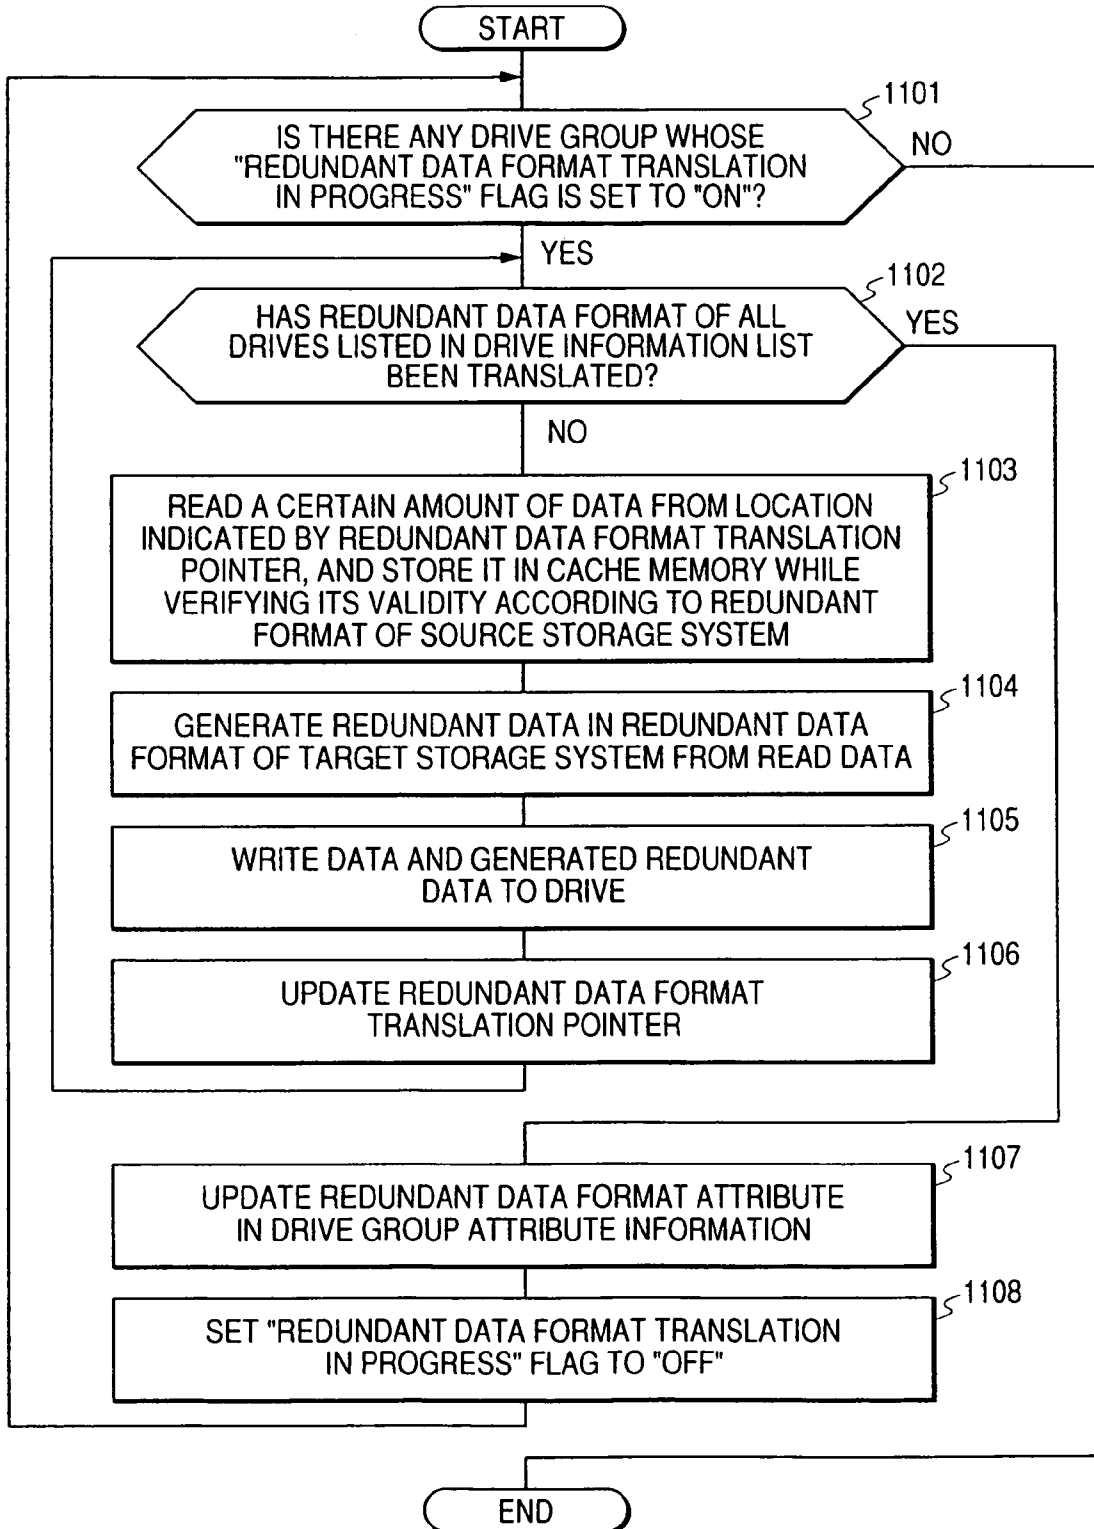 START
1101
IS THERE ANY DRIVE GROUP WHOSE
"REDUNDANT DATA FORMAT TRANSLATION
IN PROGRESS" FLAG IS SET TO "ON"?
NO
YES
1102
HAS REDUNDANT DATA FORMAT OF ALL
DRIVES LISTED IN DRIVE INFORMATION LIST
BEEN TRANSLATED?
YES
NO
1103
READ A CERTAIN AMOUNT OF DATA FROM LOCATION
INDICATED BY REDUNDANT DATA FORMAT TRANSLATION
POINTER, AND STORE IT IN CACHE MEMORY WHILE
VERIFYING ITS VALIDITY ACCORDING TO REDUNDANT
FORMAT OF SOURCE STORAGE SYSTEM
1104
GENERATE REDUNDANT DATA IN REDUNDANT DATA
FORMAT OF TARGET STORAGE SYSTEM FROM READ DATA
1105
WRITE DATA AND GENERATED REDUNDANT
DATA TO DRIVE
1106
UPDATE REDUNDANT DATA FORMAT
TRANSLATION POINTER
1107
UPDATE REDUNDANT DATA FORMAT ATTRIBUTE
IN DRIVE GROUP ATTRIBUTE INFORMATION
1108
SET "REDUNDANT DATA FORMAT TRANSLATION
IN PROGRESS" FLAG TO "OFF"
END